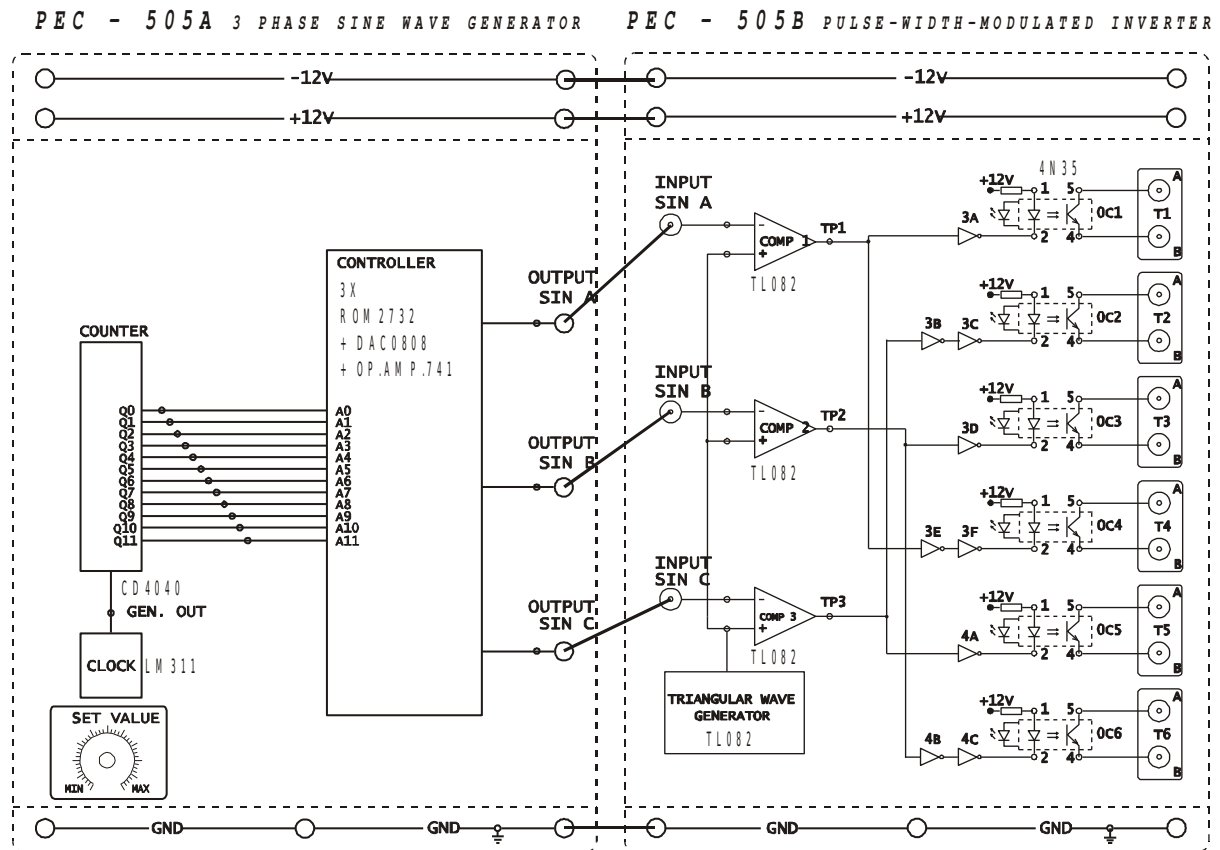 PEC - 505A 3 PHASE SINE WAVE GENERATOR
-12V
+12V
CONTROLLER
3X
ROM 2732
+ DAC0808
+ OP.AMP.741
COUNTER
Q0
Q1
Q2
Q3
Q4
Q5
Q6
Q7
Q8
Q9
Q10
Q11
A0
A1
A2
A3
A4
A5
A6
A7
A8
A9
A10
A11
CD4040
GEN. OUT
CLOCK
LM311
SET VALUE
MIN
MAX
OUTPUT
SIN A
OUTPUT
SIN B
OUTPUT
SIN C
GND
GND
PEC - 505B PULSE-WIDTH-MODULATED INVERTER
-12V
+12V
INPUT
SIN A
-
COMP 1
+
TL082
TP1
INPUT
SIN B
-
COMP 2
+
TL082
TP2
INPUT
SIN C
-
COMP 3
+
TL082
TP3
TRIANGULAR WAVE
GENERATOR
TL082
4N35
+12V
1
5
3A
2
4
OC1
A
T1
B
+12V
1
5
3B
3C
2
4
OC2
A
T2
B
+12V
1
5
3D
2
4
OC3
A
T3
B
+12V
1
5
3E
3F
2
4
OC4
A
T4
B
+12V
1
5
4A
2
4
OC5
A
T5
B
+12V
1
5
4B
4C
2
4
OC6
A
T6
B
GND
GND